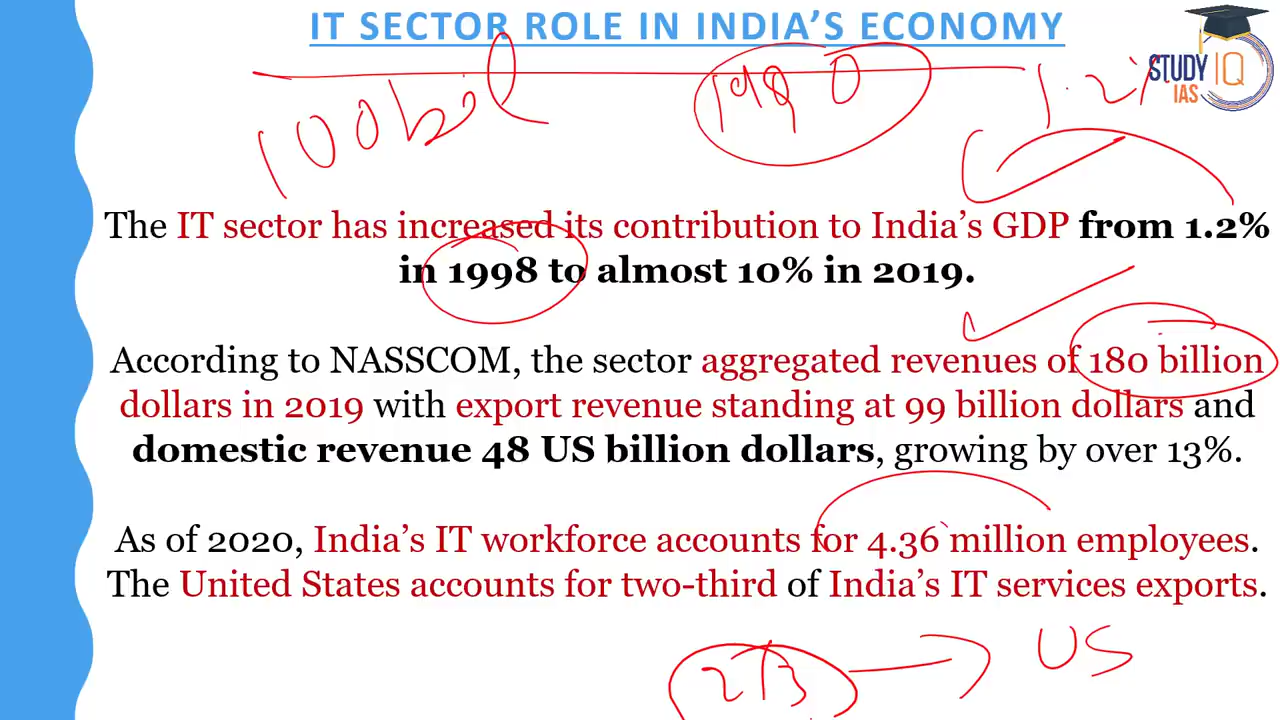 IT SECTOR ROLE IN INDIA'S ECONOMY
STUDY IQ
IAS
100 bil
1990
1.2%
The IT sector has increased its contribution to India's GDP from 1.2%
in 1998 to almost 10% in 2019.
According to NASSCOM, the sector aggregated revenues of 180 billion
dollars in 2019 with export revenue standing at 99 billion dollars and
domestic revenue 48 US billion dollars, growing by over 13%.
As of 2020, India's IT workforce accounts for 4.36 million employees.
The United States accounts for two-third of India's IT services exports.
2/3
US